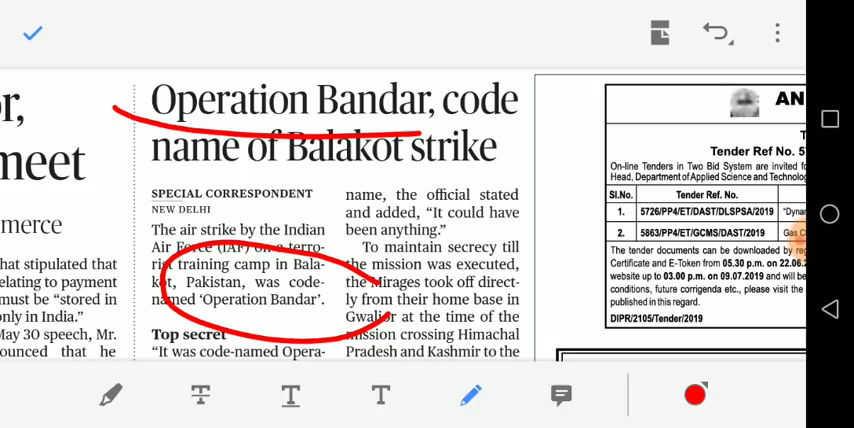 r,
meet
merce
hat stipulated that
elating to payment
must be “stored in
only in India.”
May 30 speech, Mr.
ounced that he
Operation Bandar, code
name of Balakot strike
SPECIAL CORRESPONDENT
NEW DELHI
The air strike by the Indian
Air Force (IAF) on a terro-
rist training camp in Bala-
kot, Pakistan, was code-
named ‘Operation Bandar’.
Top secret
“It was code-named Opera-
name, the official stated
and added, “It could have
been anything.”
To maintain secrecy till
the mission was executed,
the Mirages took off direct-
ly from their home base in
Gwalior at the time of the
mission crossing Himachal
Pradesh and Kashmir to the
AN
T
Tender Ref No. 5
On-line Tenders in Two Bid System are invited fo
Head, Department of Applied Science and Technolog
Sl.No. Tender Ref. No.
1. 5726/PP4/ET/DAST/DLSPSA/2019 "Dyna
2. 5863/PP4/ET/GCMS/DAST/2019 Gas C
The tender documents can be downloaded by reg
Certificate and E-Token from 05.30 p.m. on 22.06.2
website up to 03.00 p.m. on 09.07.2019 and will be
conditions, future corrigenda etc., please visit the
published in this regard.
DIPR/2105/Tender/2019
T T T